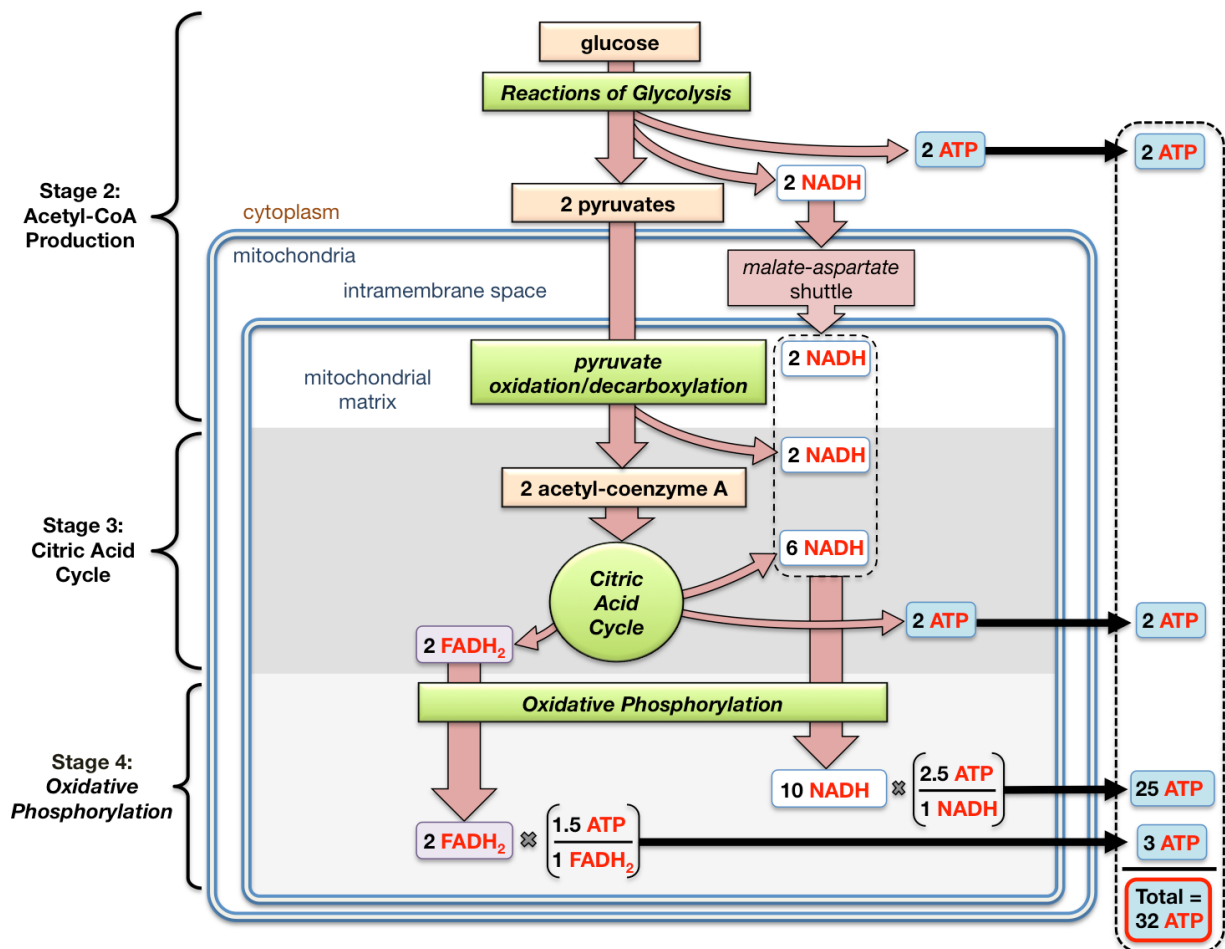 glucose
Reactions of Glycolysis
2 ATP
2 ATP
2 NADH
Stage 2:
Acetyl-CoA
Production
2 pyruvates
cytoplasm
mitochondria
intramembrane space
malate-aspartate
shuttle
2 NADH
pyruvate
oxidation/decarboxylation
mitochondrial
matrix
2 NADH
2 acetyl-coenzyme A
Stage 3:
Citric Acid
Cycle
6 NADH
Citric
Acid
Cycle
2 ATP
2 ATP
2 FADH₂
Oxidative Phosphorylation
Stage 4:
Oxidative
Phosphorylation
10 NADH × (2.5 ATP
1 NADH)
25 ATP
2 FADH₂ × (1.5 ATP
1 FADH₂)
3 ATP
Total =
32 ATP